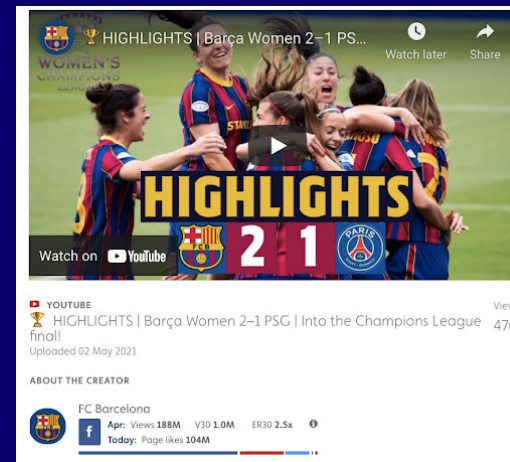 🏆 HIGHLIGHTS | Barça Women 2–1 PS...
Watch later
Share
WOMEN'S
CHAMPIONS
LEAGUE
HIGHLIGHTS
FCB
2 1
PARIS
Watch on YouTube
YOUTUBE
🏆 HIGHLIGHTS | Barça Women 2–1 PSG | Into the Champions League
final!
Uploaded 02 May 2021
ABOUT THE CREATOR
FC Barcelona
f
Apr: Views 188M V30 1.0M ER30 2.5x
Today: Page likes 104M